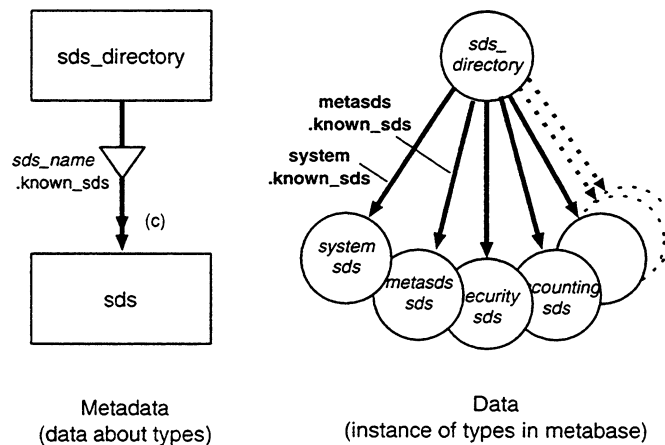 sds_directory
sds_name
.known_sds
(c)
sds
Metadata
(data about types)
sds_
directory
metasds
.known_sds
system
.known_sds
system
sds
metasds
sds
ecurity
sds
counting
sds
Data
(instance of types in metabase)